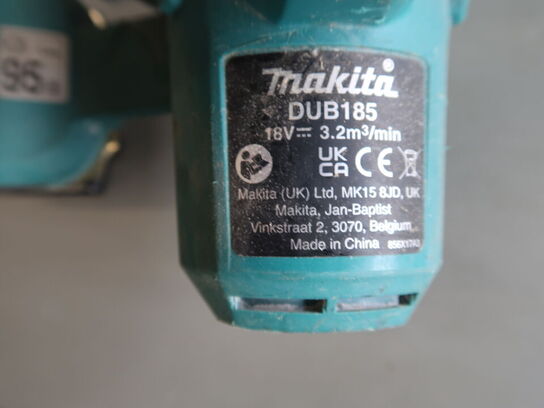 95
makita
DUB185
18V⎓ 3.2m³/min
UK
CA CE
Makita (UK) Ltd, MK15 8JD, UK
Makita, Jan-Baptist
Vinkstraat 2, 3070, Belgium
Made in China